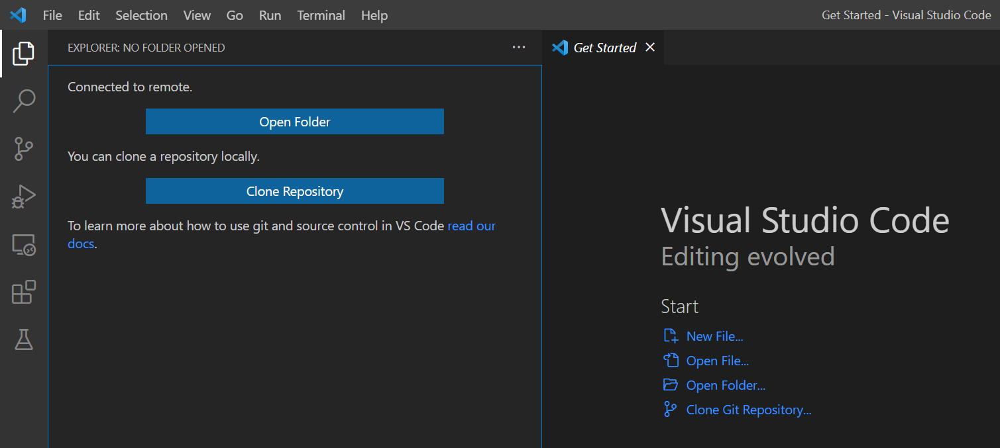 File Edit Selection View Go Run Terminal Help
Get Started - Visual Studio Code
EXPLORER: NO FOLDER OPENED
Get Started
Connected to remote.
Open Folder
You can clone a repository locally.
Clone Repository
To learn more about how to use git and source control in VS Code read our
docs.
Visual Studio Code
Editing evolved
Start
New File...
Open File...
Open Folder...
Clone Git Repository...